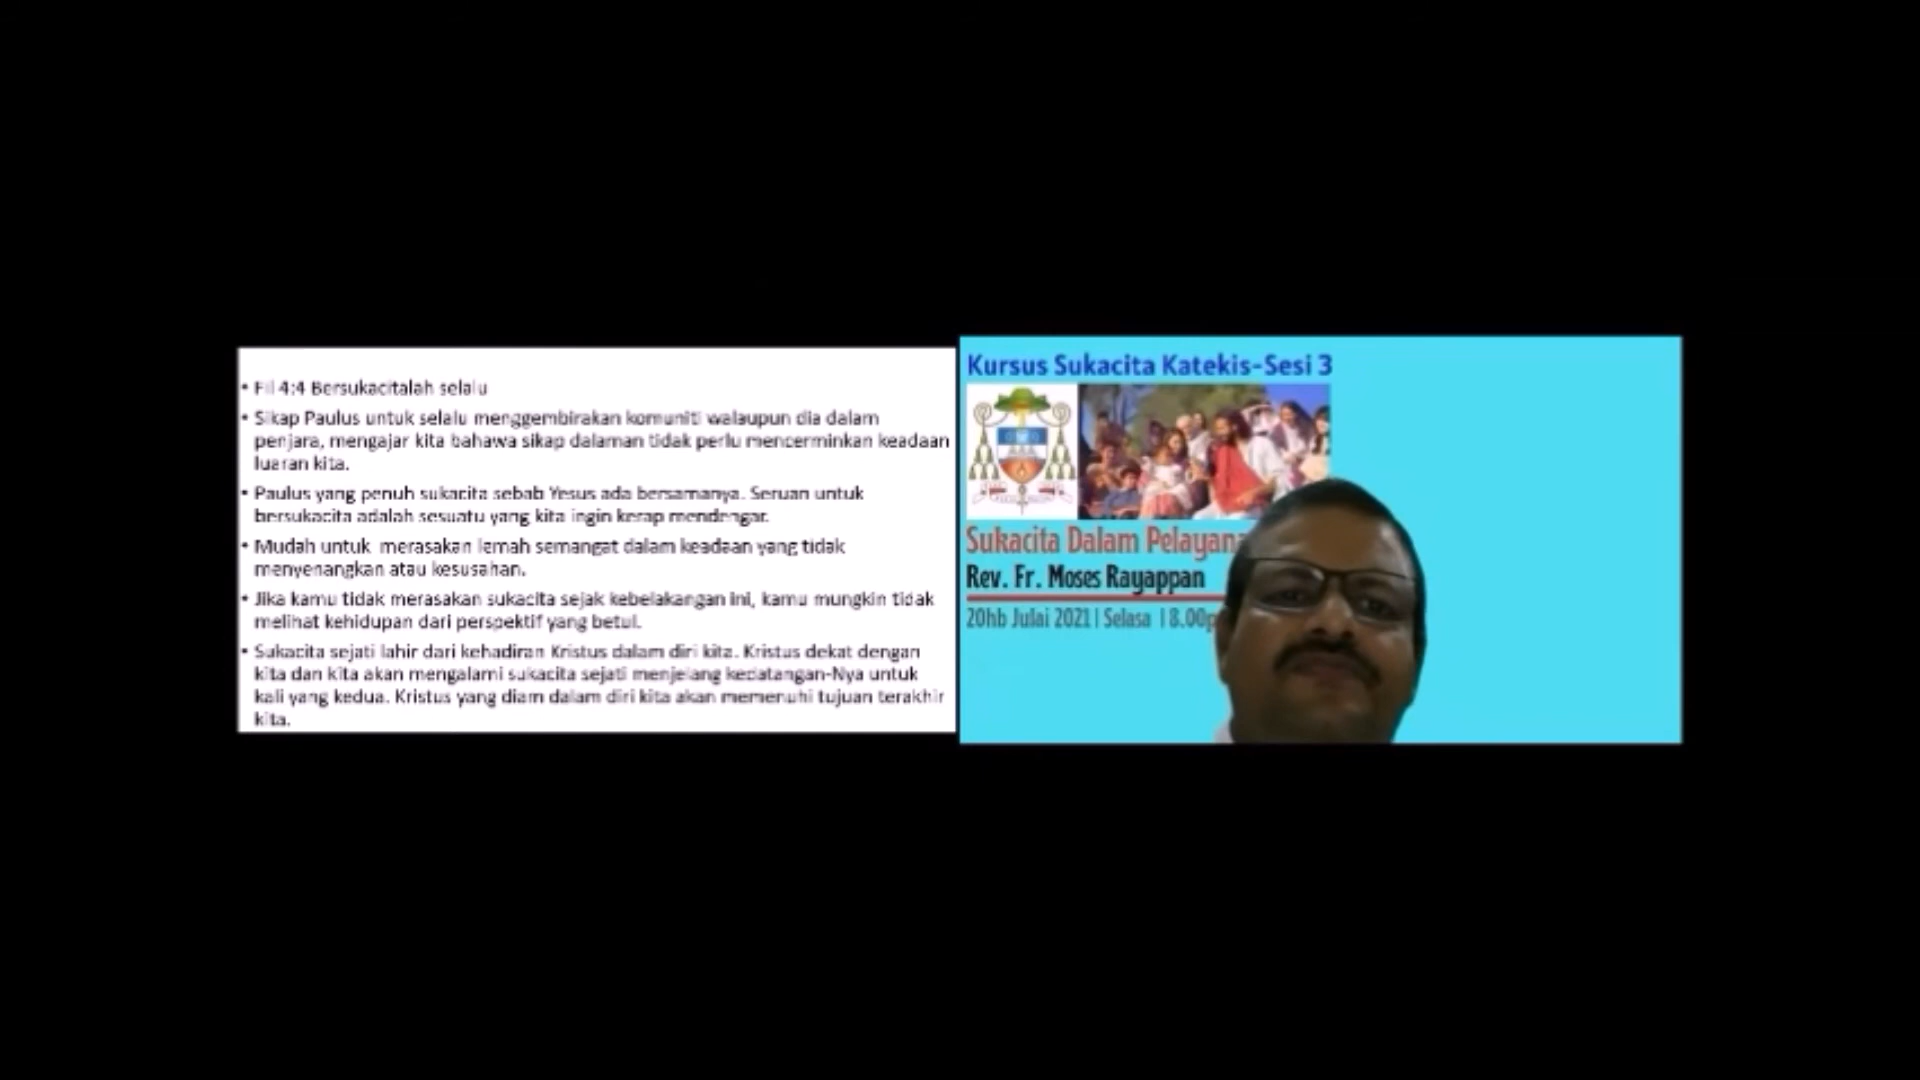 • Fil 4:4 Bersukacitalah selalu
• Sikap Paulus untuk selalu menggembirakan komuniti walaupun dia dalam
penjara, mengajar kita bahawa sikap dalaman tidak perlu mencerminkan keadaan
luaran kita.
• Paulus yang penuh sukacita sebab Yesus ada bersamanya. Seruan untuk
bersukacita adalah sesuatu yang kita ingin kerap mendengar.
• Mudah untuk merasakan lemah semangat dalam keadaan yang tidak
menyenangkan atau kesusahan.
• Jika kamu tidak merasakan sukacita sejak kebelakangan ini, kamu mungkin tidak
melihat kehidupan dari perspektif yang betul.
• Sukacita sejati lahir dari kehadiran Kristus dalam diri kita. Kristus dekat dengan
kita dan kita akan mengalami sukacita sejati menjelang kedatangan-Nya untuk
kali yang kedua. Kristus yang diam dalam diri kita akan memenuhi tujuan terakhir
kita.
Kursus Sukacita Katekis-Sesi 3
Sukacita Dalam Pelayana
Rev. Fr. Moses Rayappan
20hb Julai 2021 | Selasa | 8.00p